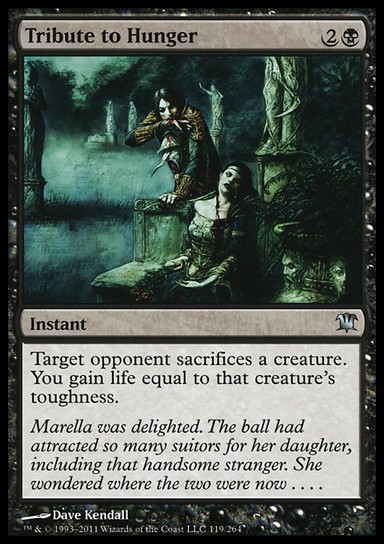 Tribute to Hunger 2
Instant
Target opponent sacrifices a creature.
You gain life equal to that creature's
toughness.
Marella was delighted. The ball had
attracted so many suitors for her daughter,
including that handsome stranger. She
wondered where the two were now . . . .
Dave Kendall
™ & © 1993–2011 Wizards of the Coast LLC 119/264